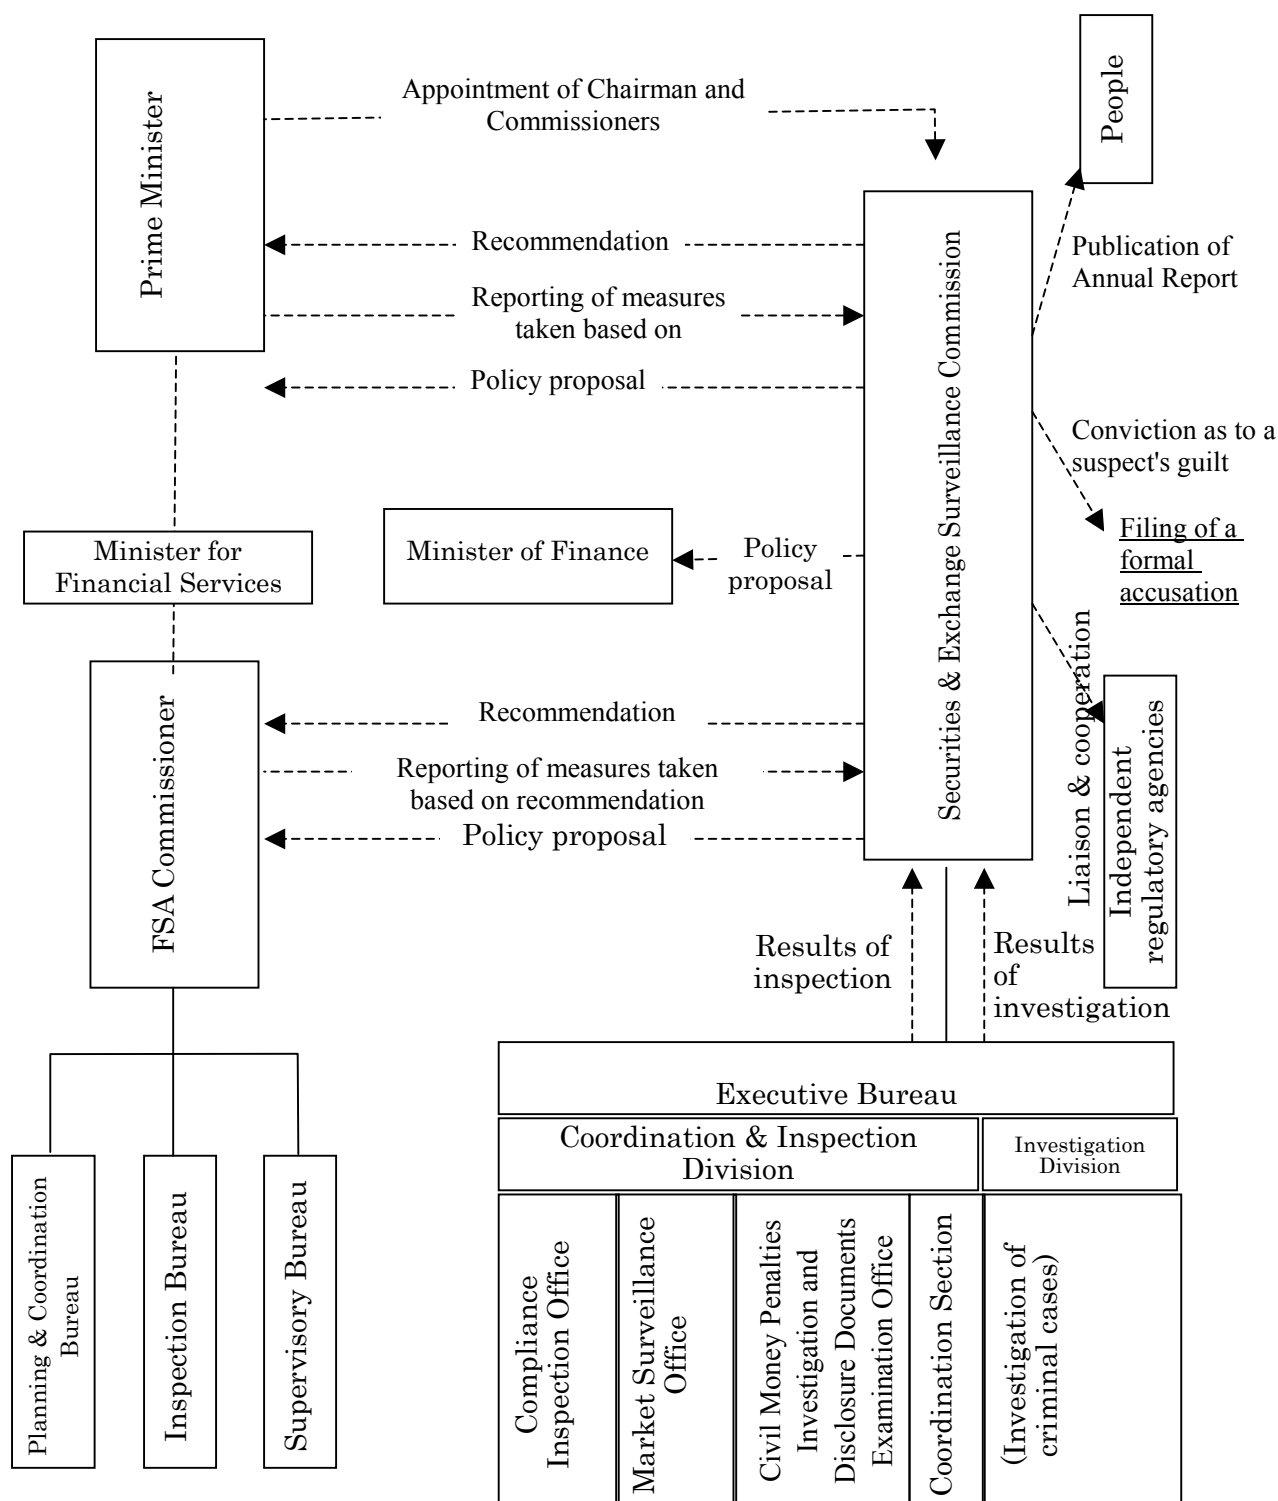 Prime Minister
Appointment of Chairman and
Commissioners
People
Recommendation
Reporting of measures
taken based on
Policy proposal
Securities & Exchange Surveillance Commission
Publication of
Annual Report
Conviction as to a
suspect's guilt
Filing of a
formal
accusation
Minister for
Financial Services
Minister of Finance
Policy
proposal
Liaison & cooperation
Independent
regulatory agencies
FSA Commissioner
Recommendation
Reporting of measures taken
based on recommendation
Policy proposal
Results of
inspection
Results
of
investigation
Executive Bureau
Coordination & Inspection
Division
Investigation
Division
Planning & Coordination
Bureau
Inspection Bureau
Supervisory Bureau
Compliance
Inspection Office
Market Surveillance
Office
Civil Money Penalties
Investigation and
Disclosure Documents
Examination Office
Coordination Section
(Investigation of
criminal cases)